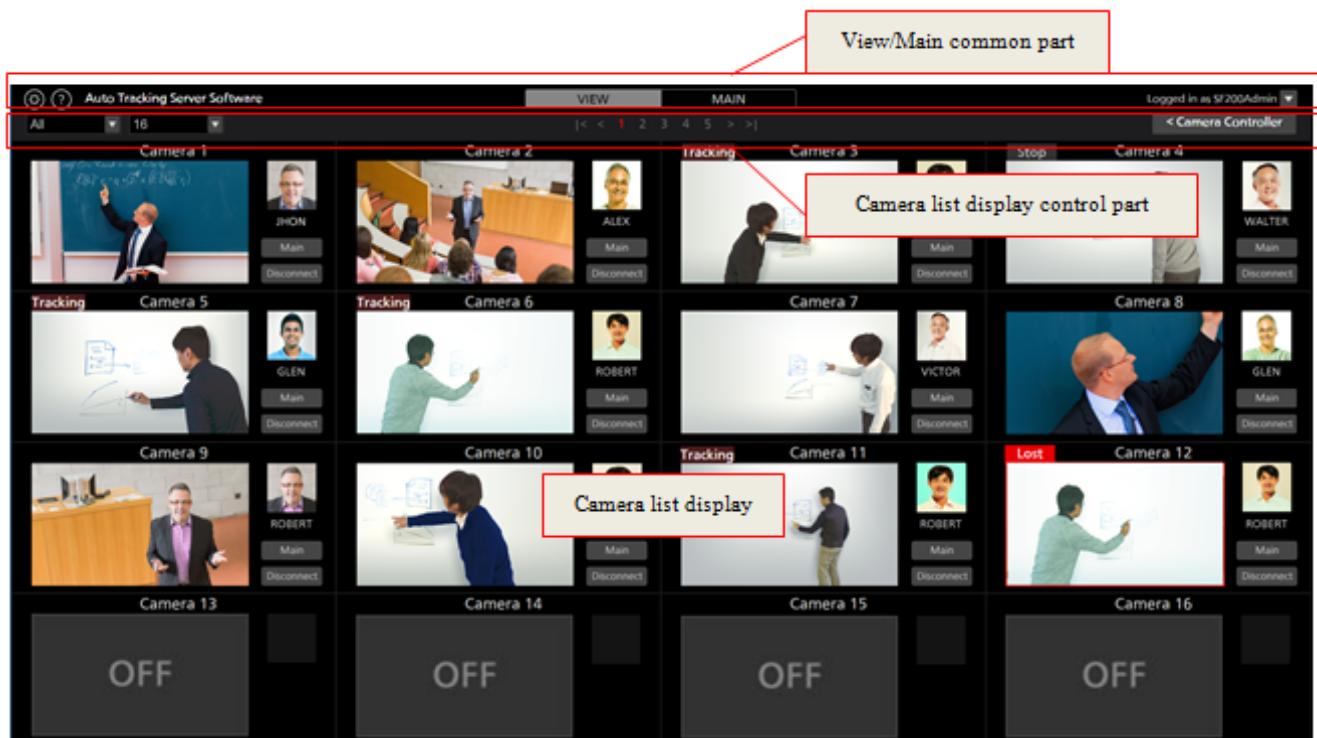 View/Main common part
Auto Tracking Server Software
VIEW
MAIN
Logged in as SF200Admin
All
16
|< < 1 2 3 4 5 > >|
< Camera Controller
Camera 1
Camera 2
Tracking
Camera 3
Stop
Camera 4
Camera list display control part
JHON
ALEX
WALTER
Main
Main
Main
Main
Disconnect
Disconnect
Disconnect
Disconnect
Tracking
Camera 5
Tracking
Camera 6
Camera 7
Camera 8
GLEN
ROBERT
VICTOR
GLEN
Main
Main
Main
Main
Disconnect
Disconnect
Disconnect
Disconnect
Camera 9
Camera 10
Tracking
Camera 11
Lost
Camera 12
Camera list display
ROBERT
ROBERT
ROBERT
Main
Main
Main
Main
Disconnect
Disconnect
Disconnect
Disconnect
Camera 13
Camera 14
Camera 15
Camera 16
OFF
OFF
OFF
OFF